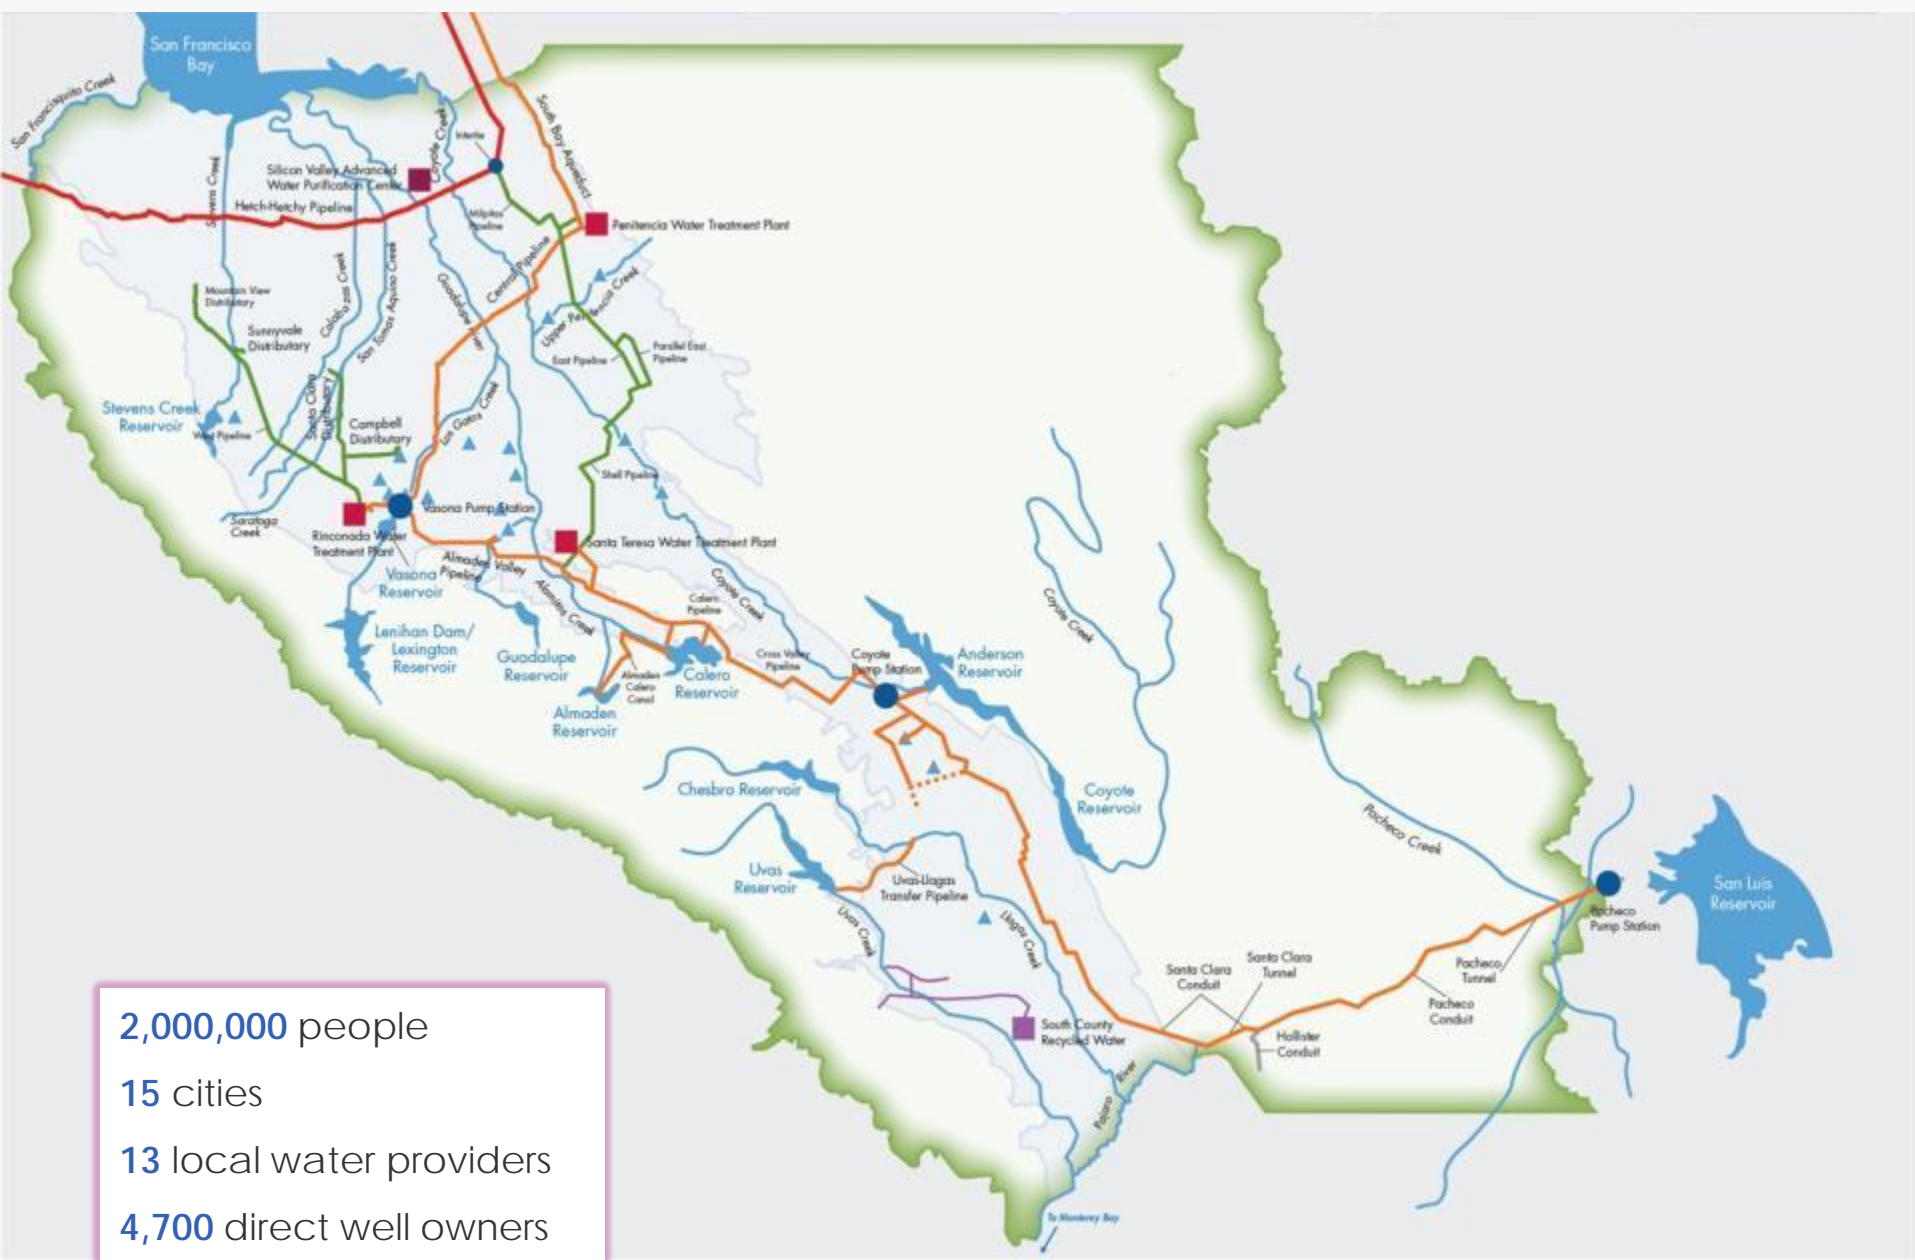 San Francisco
Bay
San Francisquito Creek
Stevens Creek
Silicon Valley Advanced
Water Purification Center
Coyote Creek
Intertie
South Bay Aqueduct
Hetch-Hetchy Pipeline
Milpitas
Pipeline
Penitencia Water Treatment Plant
Central Pipeline
Upper Penitencia Creek
Mountain View
Distributary
Sunnyvale
Distributary
Calabazas Creek
San Tomas Aquino Creek
Guadalupe River
East Pipeline
Parallel East
Pipeline
Stevens Creek
Reservoir
West Pipeline
Santa Clara
Distributary
Campbell
Distributary
Los Gatos Creek
Shell Pipeline
Saratoga
Creek
Vasona Pump Station
Rinconada Water
Treatment Plant
Santa Teresa Water Treatment Plant
Vasona
Reservoir
Almaden Valley
Pipeline
Alamitos Creek
Calero
Pipeline
Coyote Creek
Coyote Creek
Lenihan Dam/
Lexington
Reservoir
Guadalupe
Reservoir
Almaden
Calero
Canal
Calero
Reservoir
Cross Valley
Pipeline
Coyote
Pump Station
Anderson
Reservoir
Almaden
Reservoir
Chesbro Reservoir
Coyote
Reservoir
Pacheco Creek
Uvas
Reservoir
Uvas-Llagas
Transfer Pipeline
San Luis
Reservoir
Pacheco
Pump Station
Uvas Creek
Llagas Creek
Santa Clara
Conduit
Santa Clara
Tunnel
Pacheco
Tunnel
Pacheco
Conduit
South County
Recycled Water
Hollister
Conduit
Pajaro River
To Monterey Bay
2,000,000 people
15 cities
13 local water providers
4,700 direct well owners